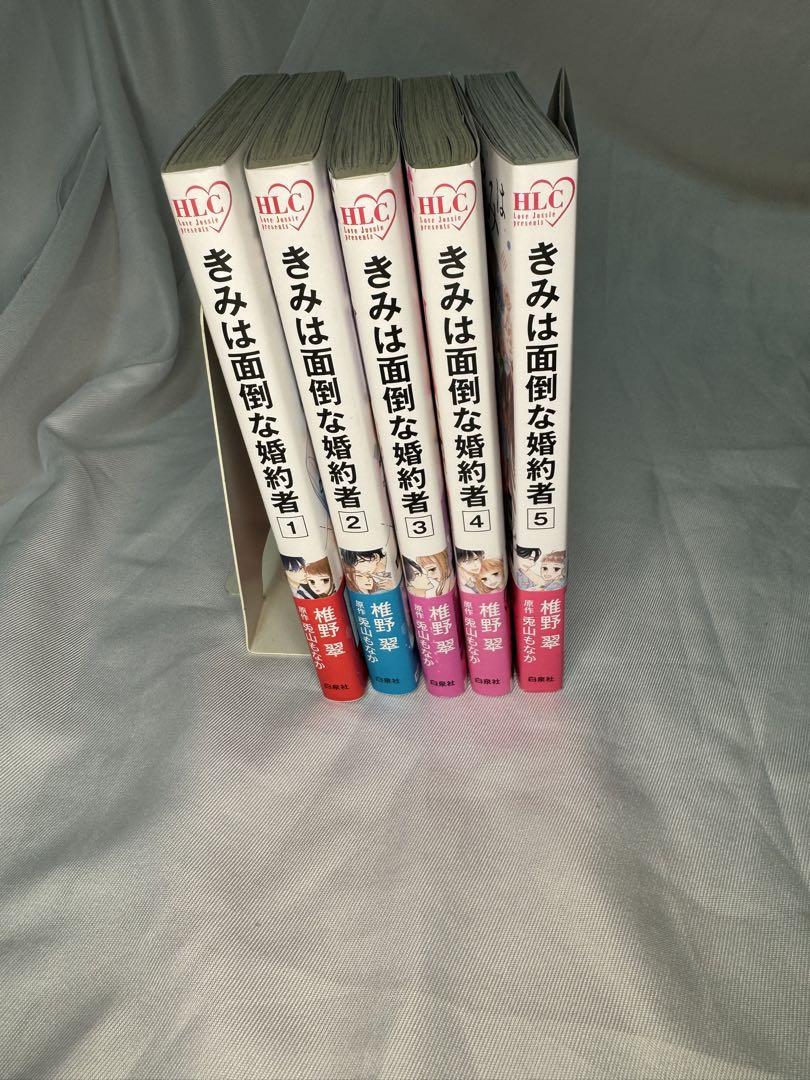 HLC
Love Jossie
presents
きみは面倒な婚約者
1
椎野 翠
原作 兎山もなか
白泉社
HLC
Love Jossie
presents
きみは面倒な婚約者
2
椎野 翠
原作 兎山もなか
白泉社
HLC
Love Jossie
presents
きみは面倒な婚約者
3
椎野 翠
原作 兎山もなか
白泉社
HLC
Love Jossie
presents
きみは面倒な婚約者
4
椎野 翠
原作 兎山もなか
白泉社
は
HLC
Love Jossie
presents
きみは面倒な婚約者
5
椎野 翠
原作 兎山もなか
白泉社